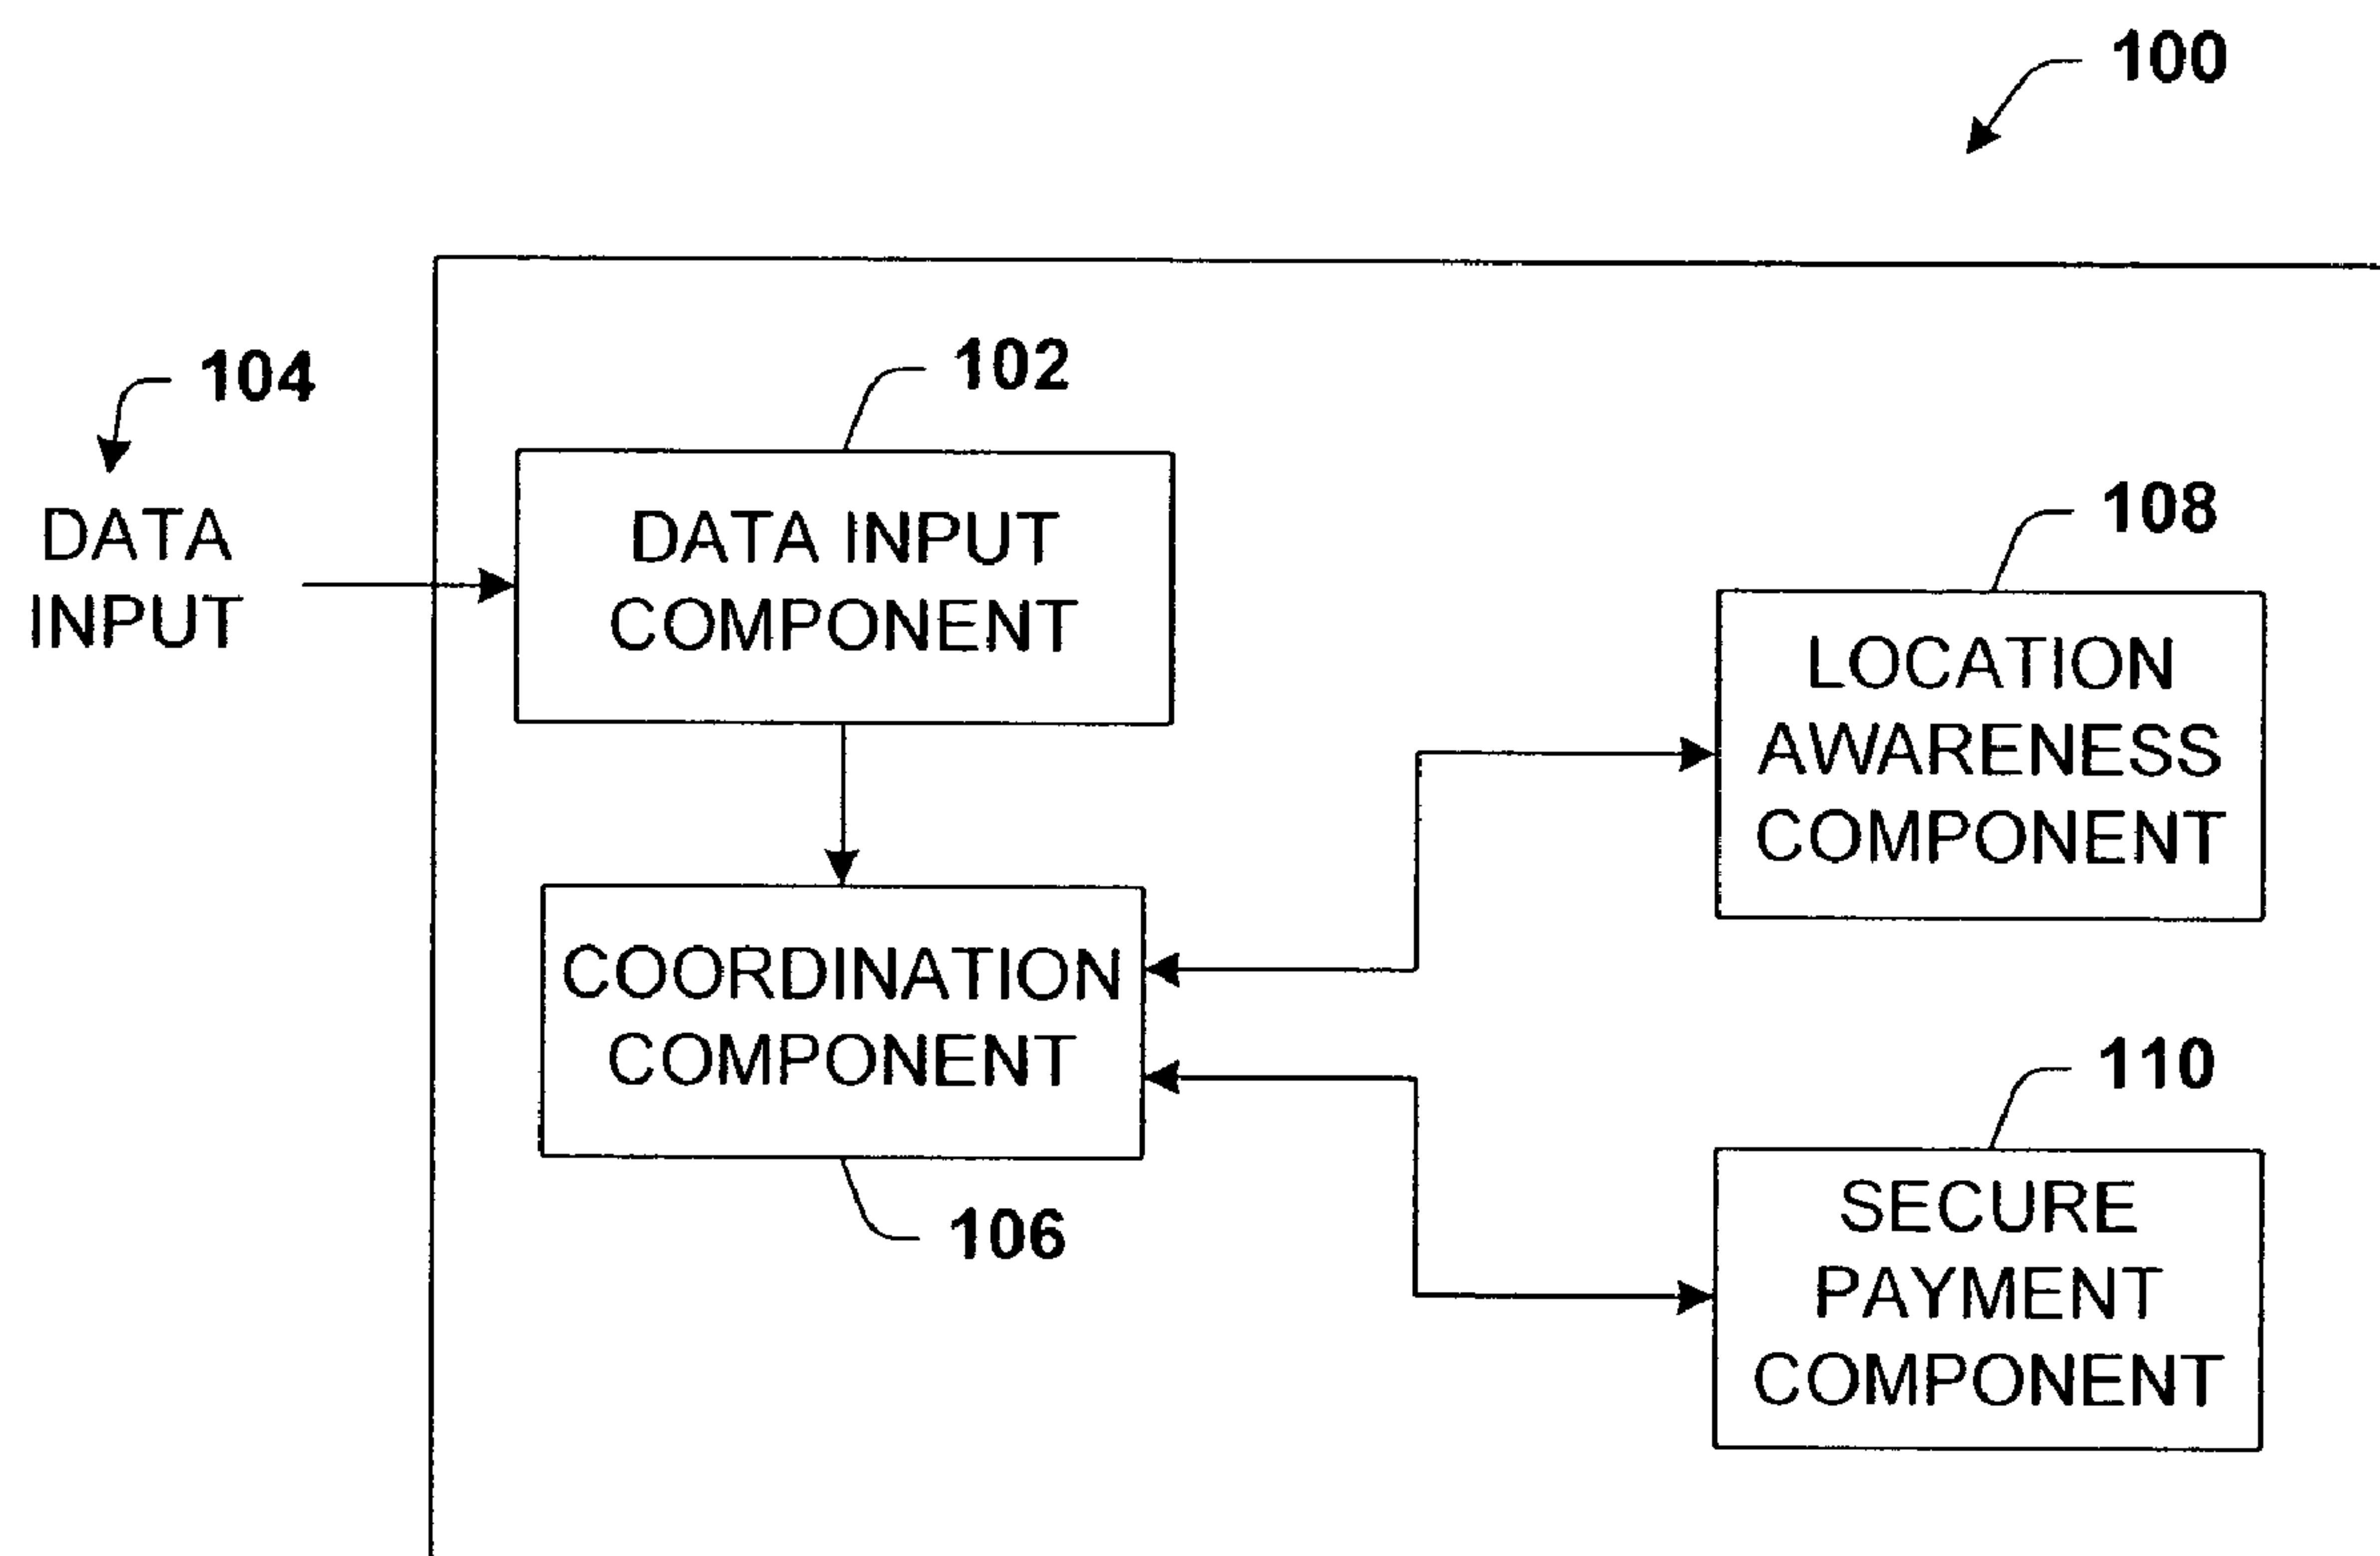 100
104
102
DATA
INPUT
DATA INPUT
COMPONENT
108
LOCATION
AWARENESS
COMPONENT
COORDINATION
COMPONENT
106
110
SECURE
PAYMENT
COMPONENT